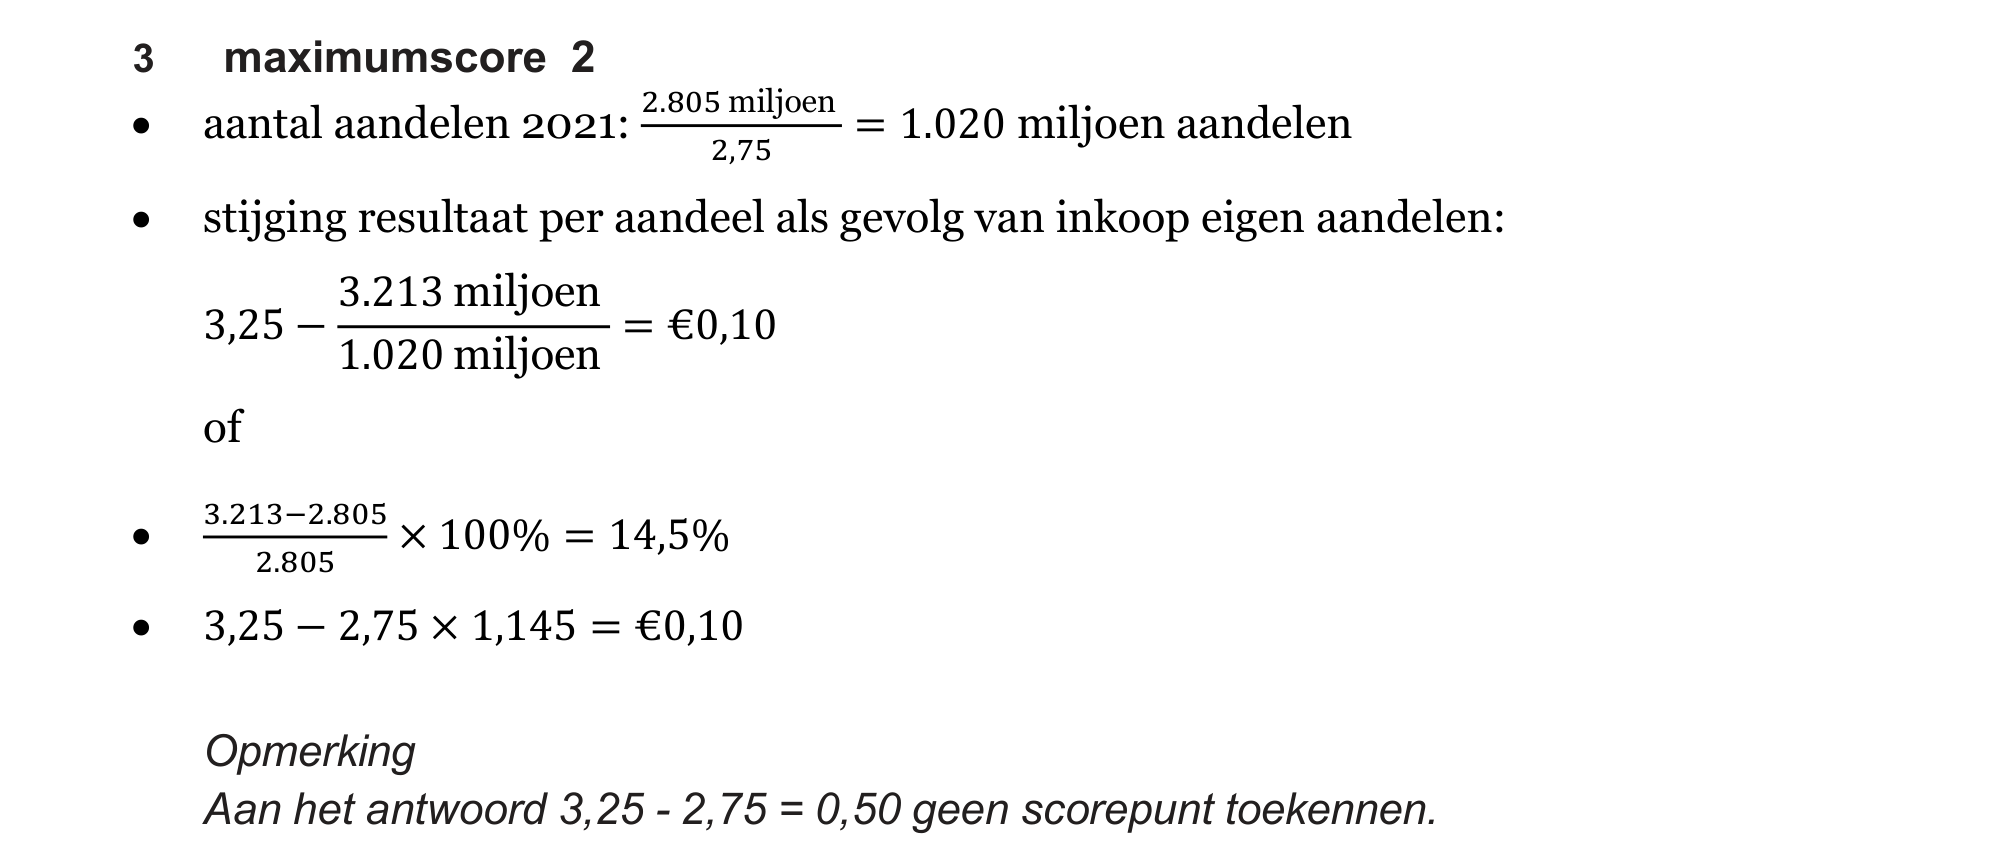 3 maximumscore 2
• aantal aandelen 2021: 2.805 miljoen / 2,75 = 1.020 miljoen aandelen
• stijging resultaat per aandeel als gevolg van inkoop eigen aandelen:
3,25 − 3.213 miljoen / 1.020 miljoen = €0,10
of
• 3.213−2.805 / 2.805 × 100% = 14,5%
• 3,25 − 2,75 × 1,145 = €0,10
Opmerking
Aan het antwoord 3,25 - 2,75 = 0,50 geen scorepunt toekennen.